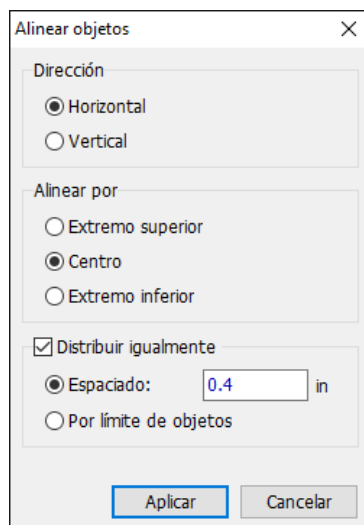 Alinear objetos
Dirección
Horizontal
Vertical
Alinear por
Extremo superior
Centro
Extremo inferior
Distribuir igualmente
Espaciado: 0.4 in
Por límite de objetos
Aplicar Cancelar